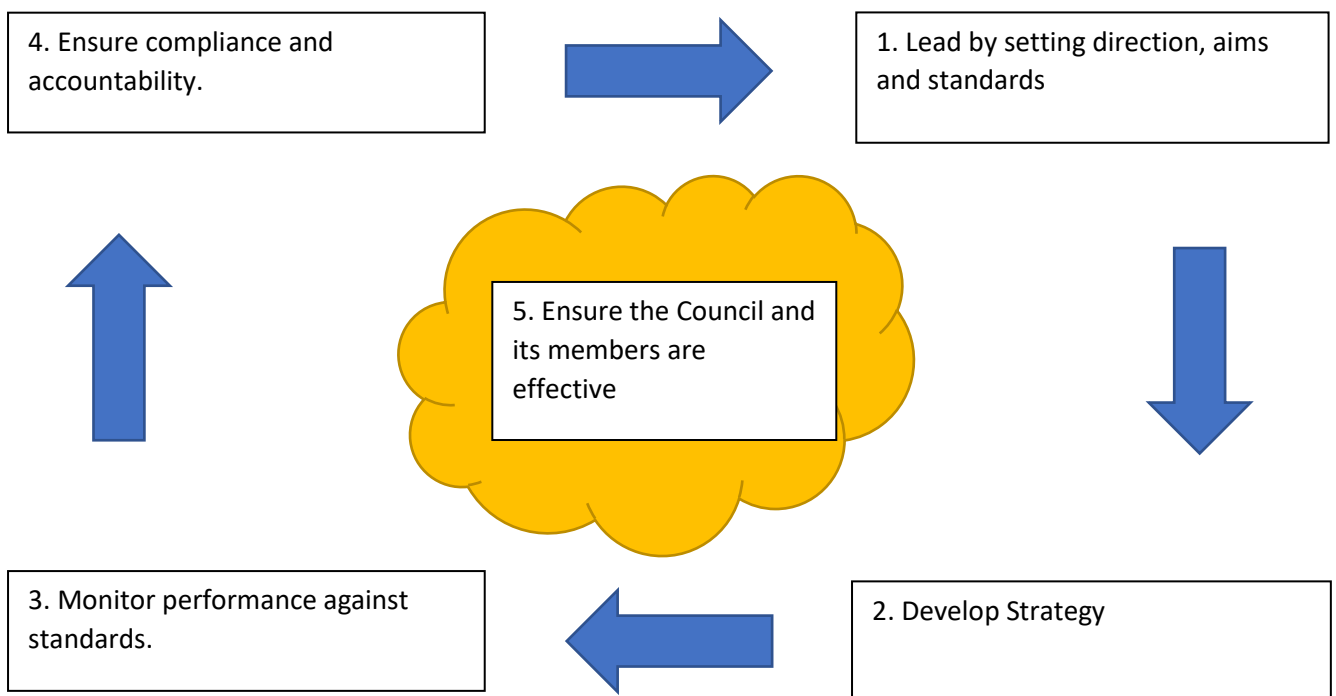 4. Ensure compliance and
accountability.
1. Lead by setting direction, aims
and standards
5. Ensure the Council and
its members are
effective
3. Monitor performance against
standards.
2. Develop Strategy